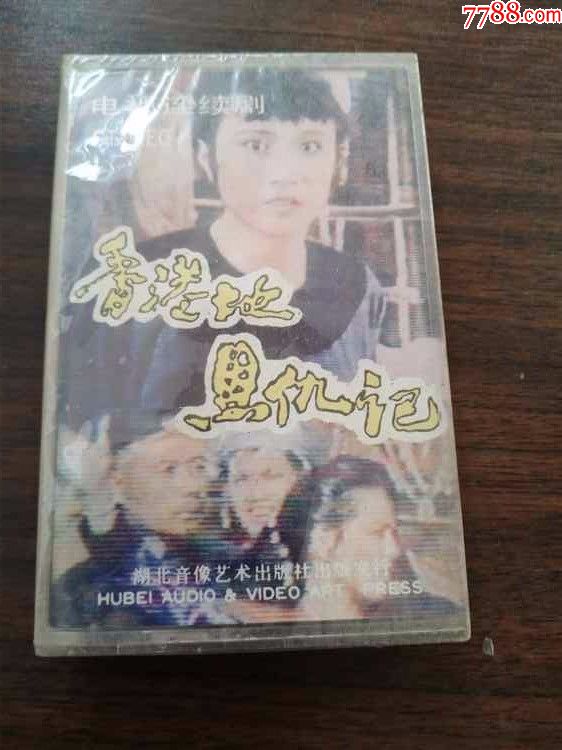 7788.com
电视连续剧
香港地
恩仇记
湖北音像艺术出版社出版发行
HUBEI AUDIO & VIDEO ART PRESS